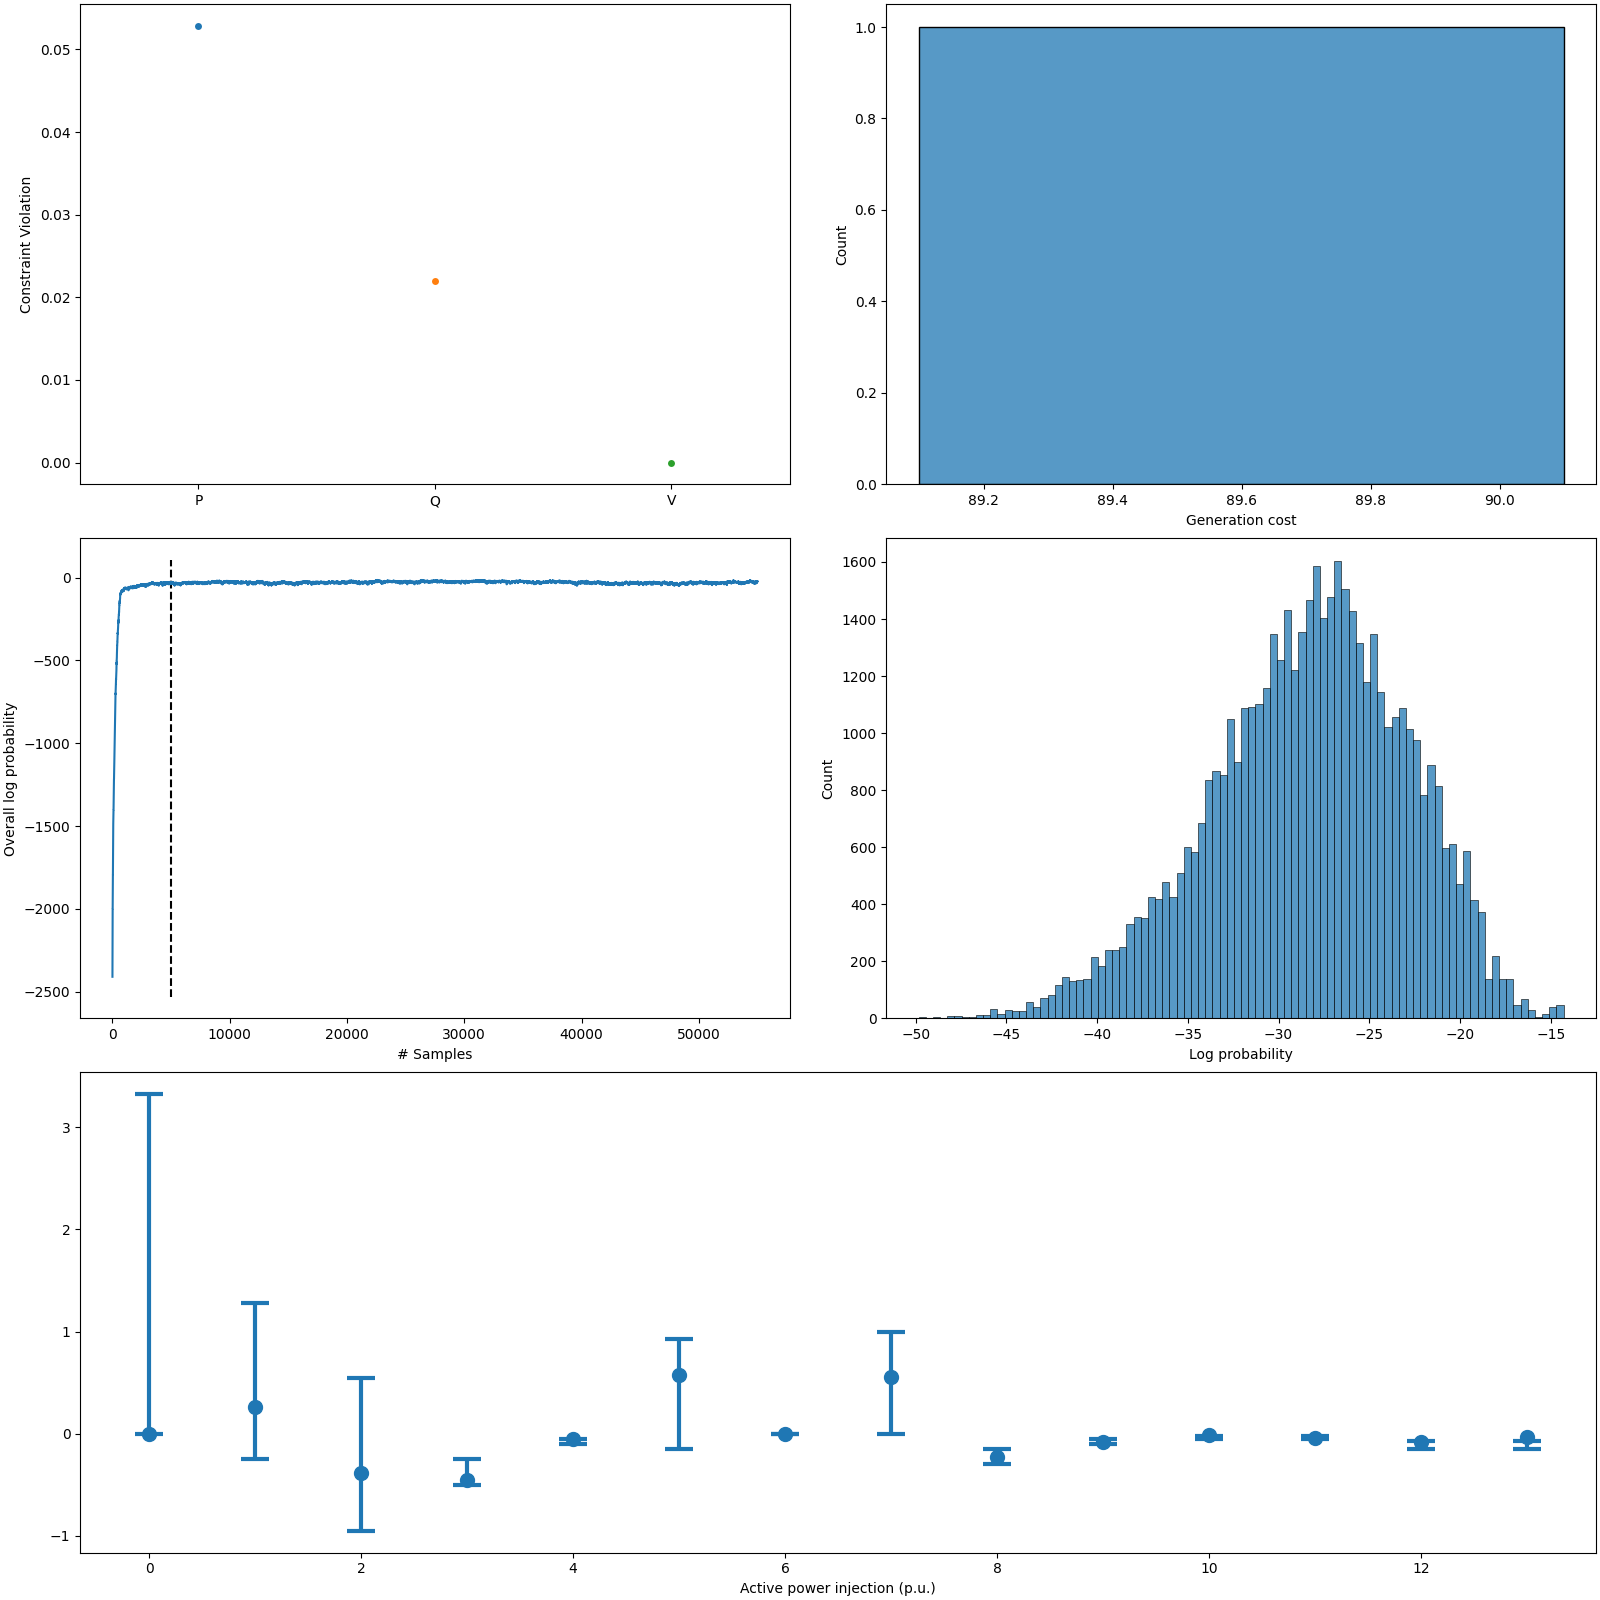 0.05
0.04
0.03
0.02
0.01
0.00
Constraint Violation
P Q V
1.0
0.8
0.6
0.4
0.2
0.0
Count
89.2 89.4 89.6 89.8 90.0
Generation cost
0
−500
−1000
−1500
−2000
−2500
Overall log probability
0 10000 20000 30000 40000 50000
# Samples
1600
1400
1200
1000
800
600
400
200
0
Count
−50 −45 −40 −35 −30 −25 −20 −15
Log probability
3
2
1
0
−1
0 2 4 6 8 10 12
Active power injection (p.u.)